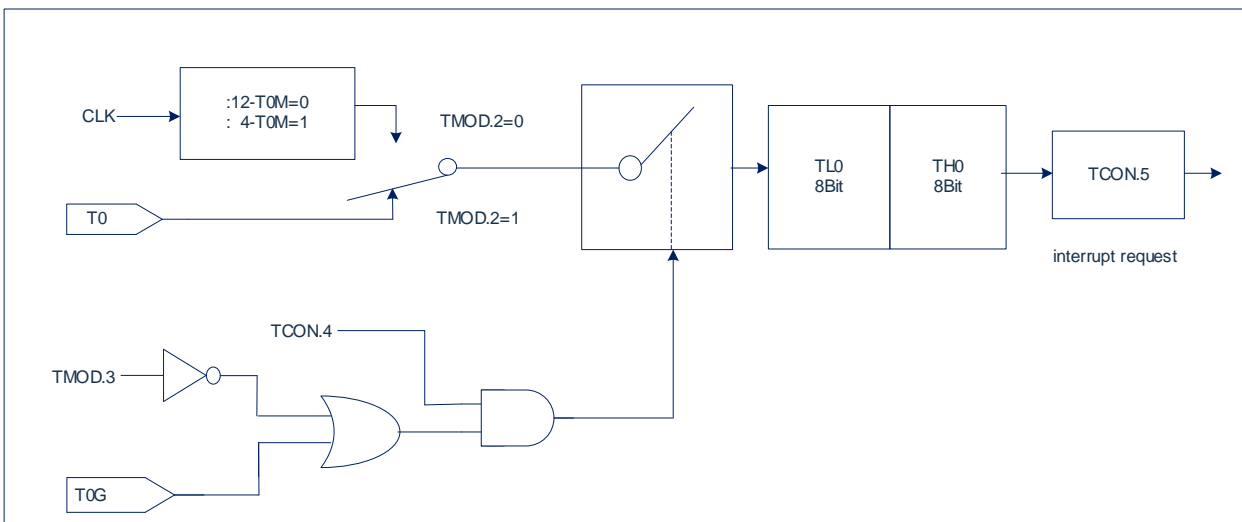 :12-T0M=0
: 4-T0M=1
CLK
TMOD.2=0
TL0
8Bit
TH0
8Bit
TCON.5
T0
TMOD.2=1
interrupt request
TCON.4
TMOD.3
T0G